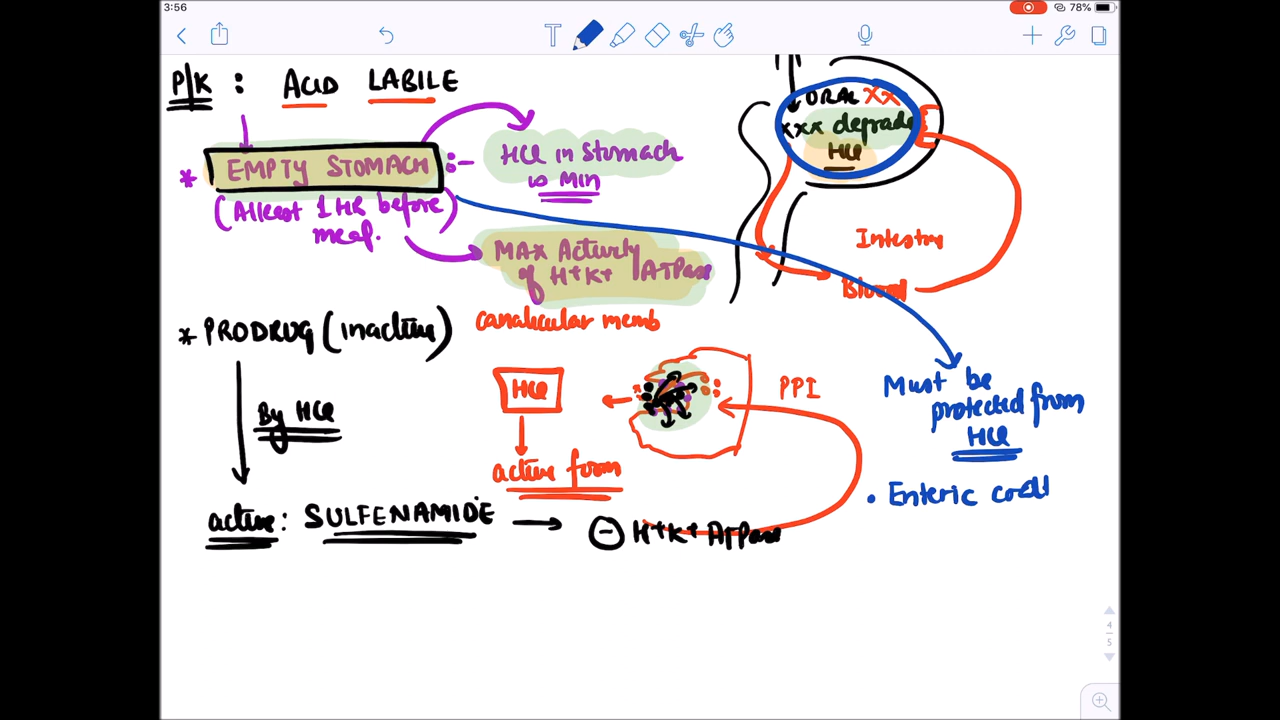 3:56
78%
P/K : ACID LABILE
ORAL XX
xxx degrade
HCl
* EMPTY STOMACH :-
HCl in Stomach
is MIN
(Atleast 1 HR before
meal.
MAX Activity
of H+K+ ATPase
Intestine
Blood
* PRODRUG (inactive)
canalicular memb
By HCl
HCl
PPI
Must be
protected from
HCl
active form
• Enteric coat
active: SULFENAMIDE → ⊖ H+K+ ATPase
4
5